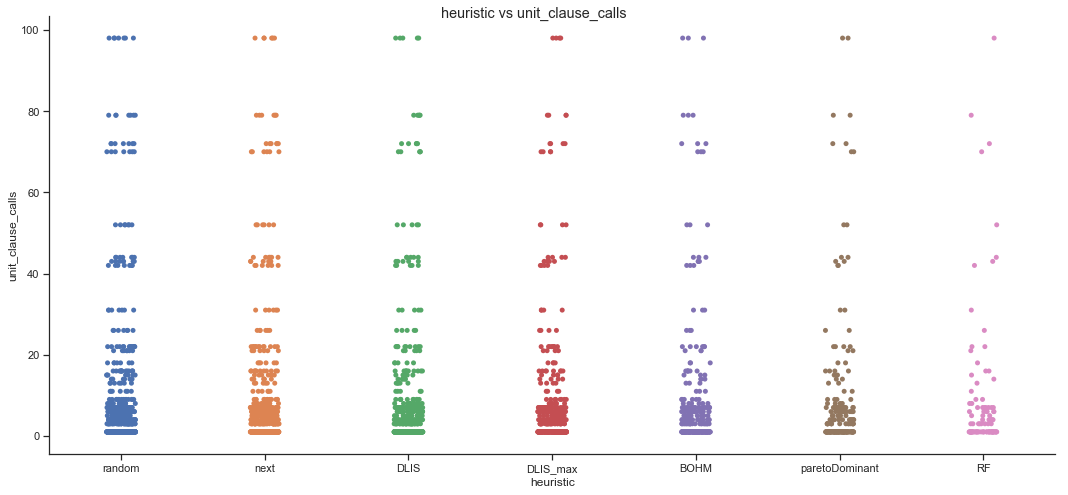 heuristic vs unit_clause_calls
100
80
60
40
20
0
unit_clause_calls
random next DLIS DLIS_max BOHM paretoDominant RF
heuristic